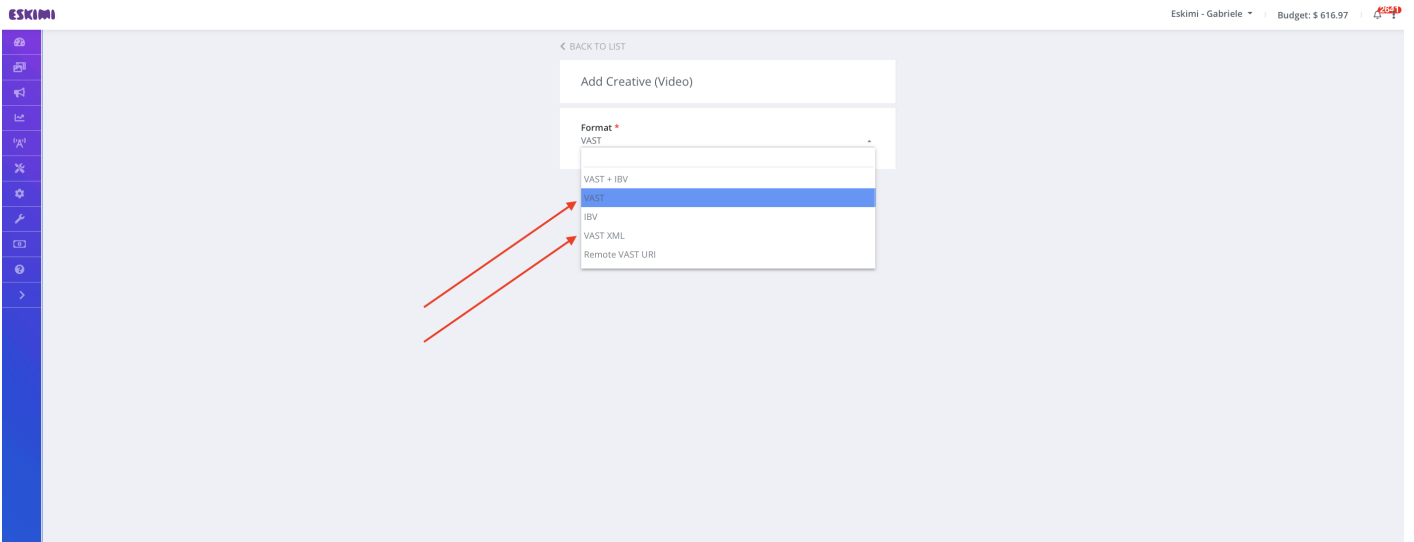 ESKIMI
Eskimi - Gabriele
Budget: $ 616.97
2641
BACK TO LIST
Add Creative (Video)
Format *
VAST
VAST + IBV
VAST
IBV
VAST XML
Remote VAST URI